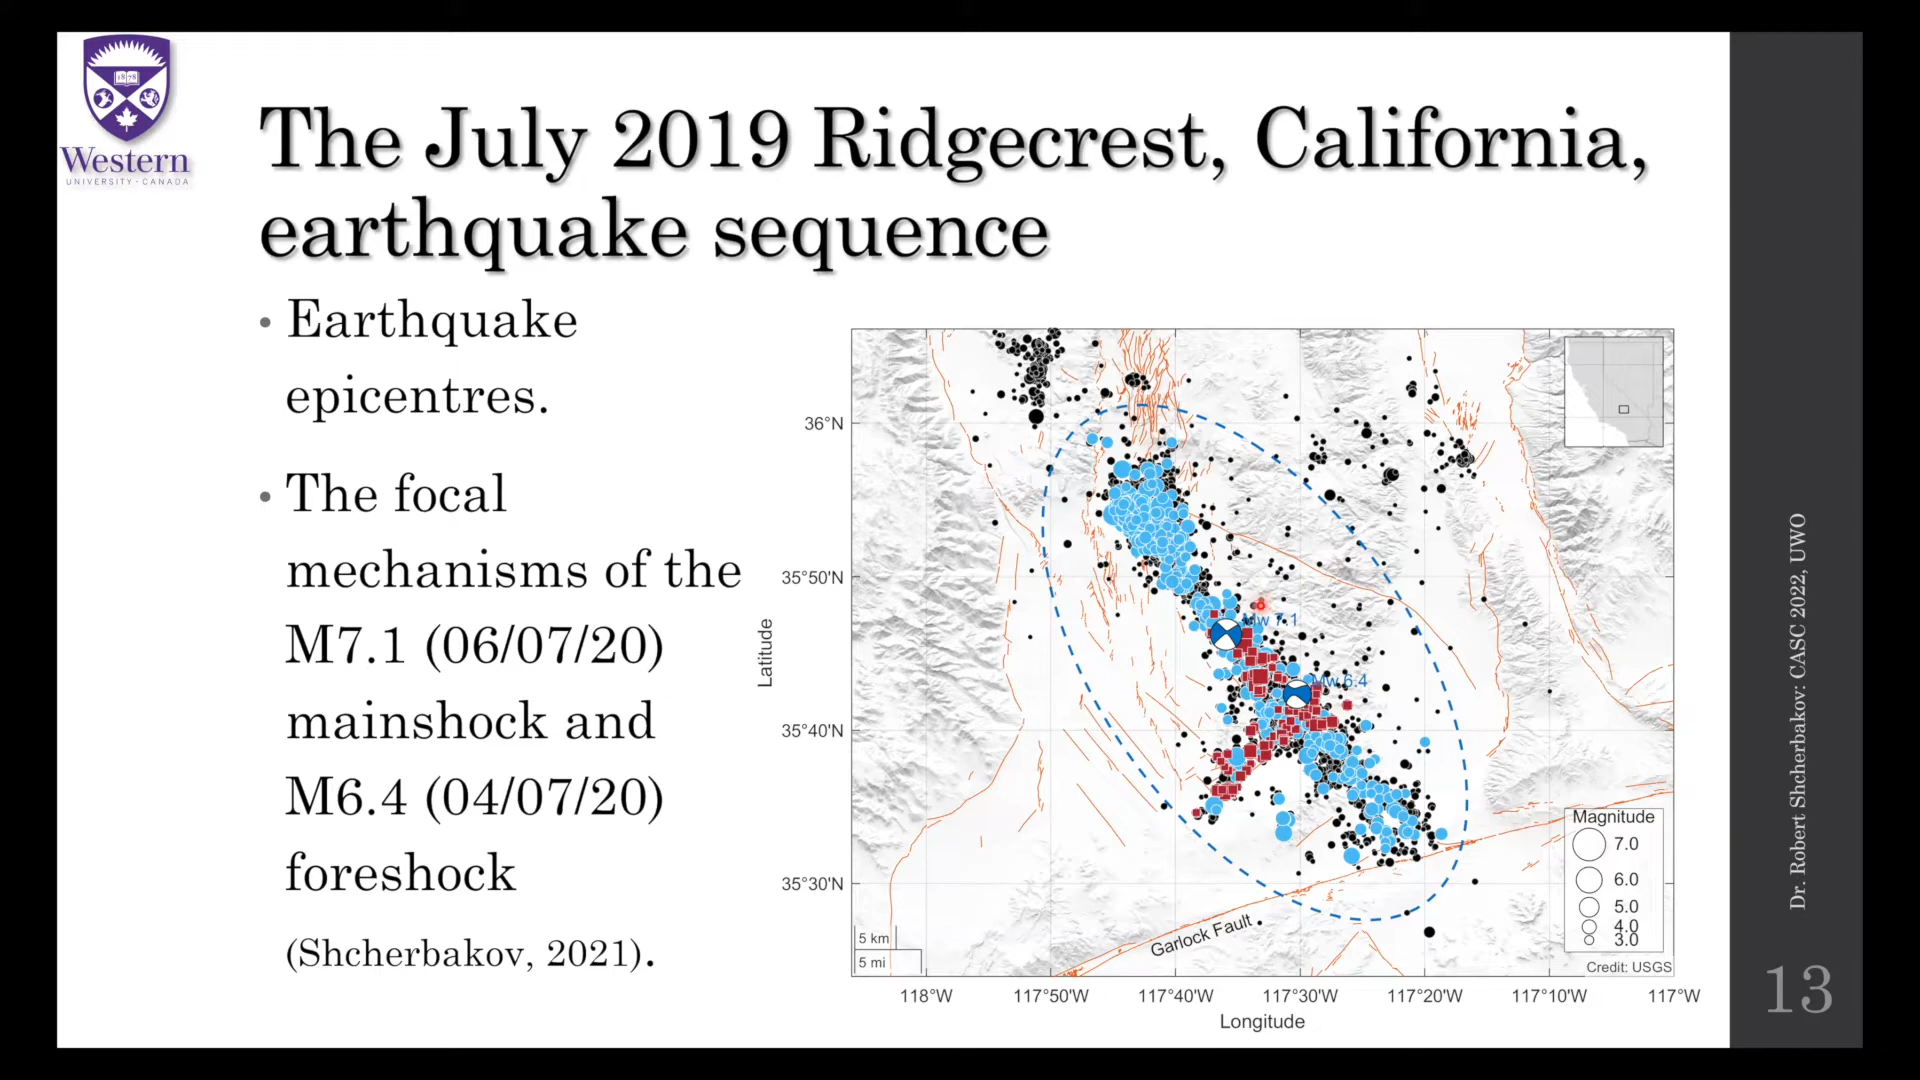 1878
Western
UNIVERSITY · CANADA
The July 2019 Ridgecrest, California,
earthquake sequence
• Earthquake
epicentres.
• The focal
mechanisms of the
M7.1 (06/07/20)
mainshock and
M6.4 (04/07/20)
foreshock
(Shcherbakov, 2021).
Latitude
36°N
35°50'N
35°40'N
35°30'N
Mw 7.1
Mw 6.4
Garlock Fault
5 km
5 mi
Magnitude
7.0
6.0
5.0
4.0
3.0
Credit: USGS
118°W
117°50'W
117°40'W
117°30'W
117°20'W
117°10'W
117°W
Longitude
Dr. Robert Shcherbakov: CASC 2022, UWO
13